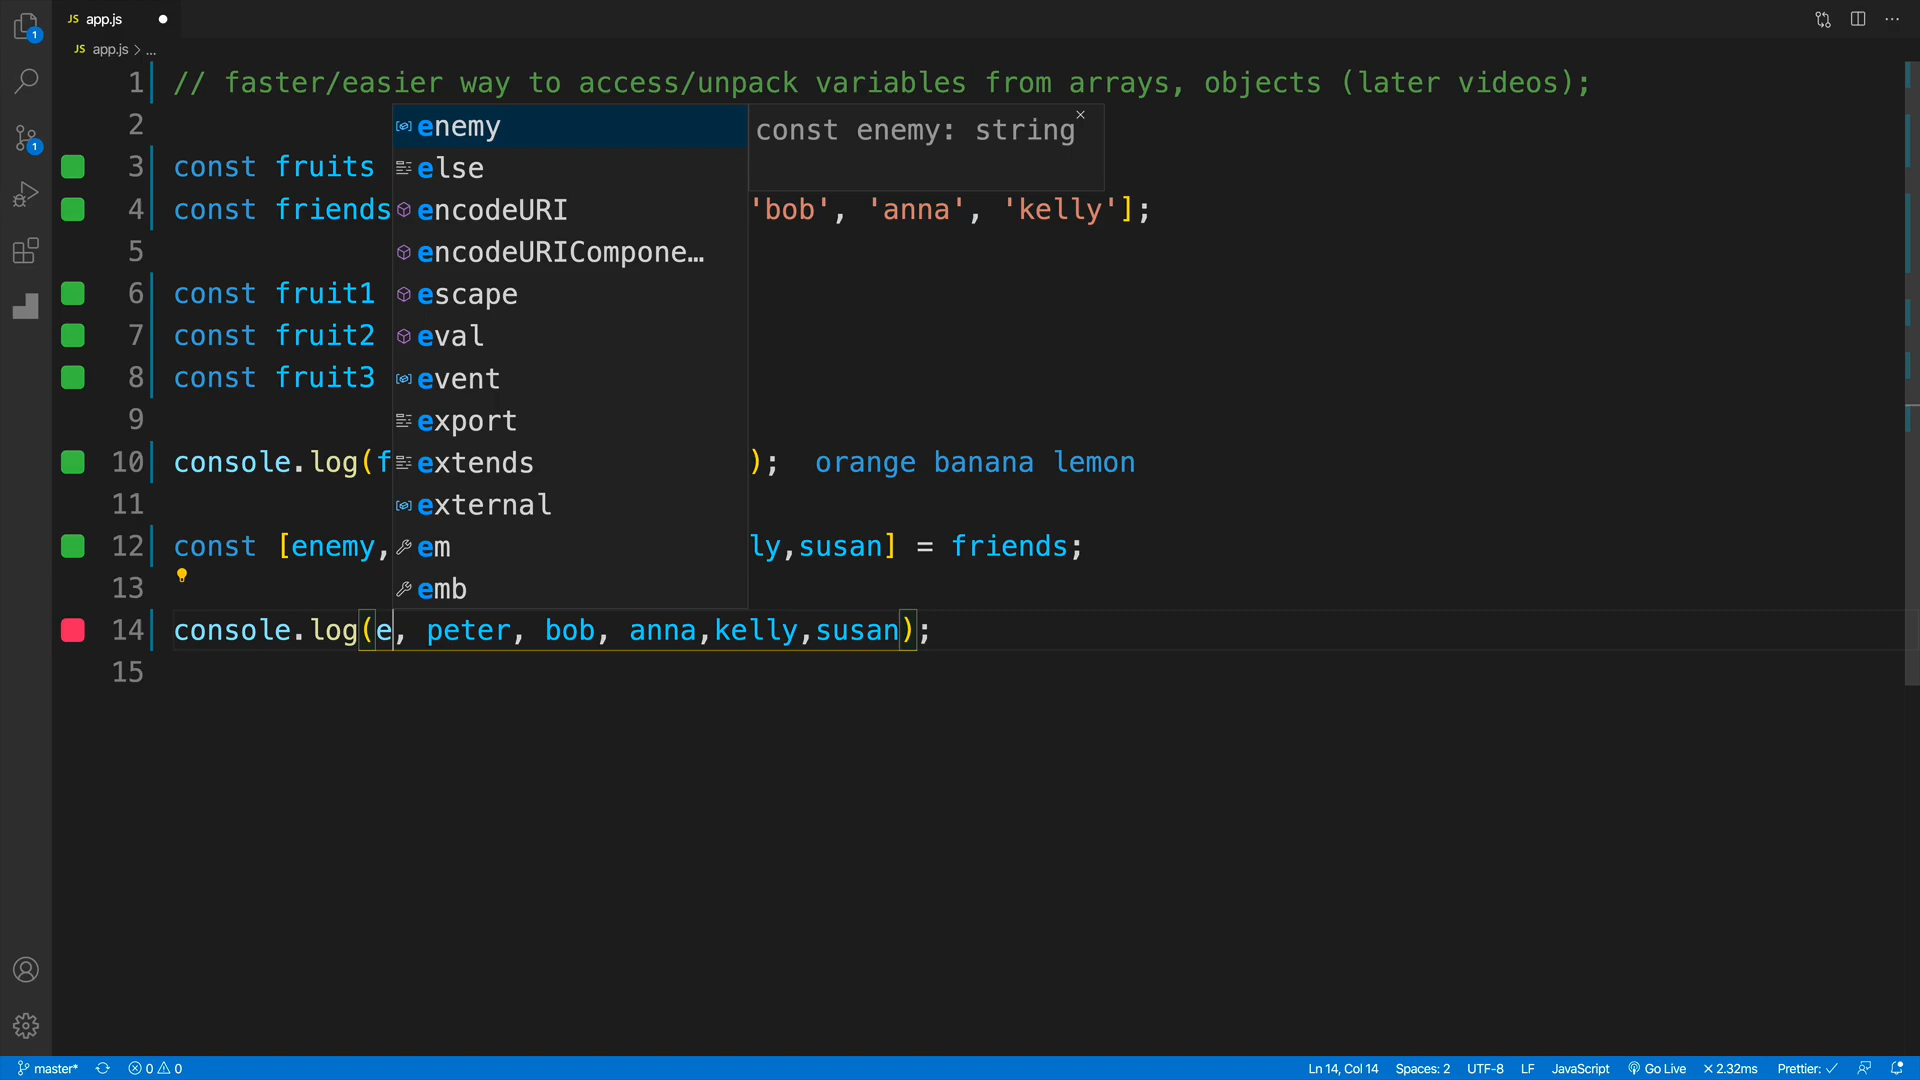 JS app.js
JS app.js > ...
1 // faster/easier way to access/unpack variables from arrays, objects (later videos);
2
3 const fruits
4 const friends 'bob', 'anna', 'kelly'];
5
6 const fruit1
7 const fruit2
8 const fruit3
9
10 console.log(f ); orange banana lemon
11
12 const [enemy, ly,susan] = friends;
13
14 console.log(e, peter, bob, anna,kelly,susan);
15
enemy
else
encodeURI
encodeURICompone…
escape
eval
event
export
extends
external
em
emb
const enemy: string
1
1
master* 0 0 Ln 14, Col 14 Spaces: 2 UTF-8 LF JavaScript Go Live × 2.32ms Prettier: ✓